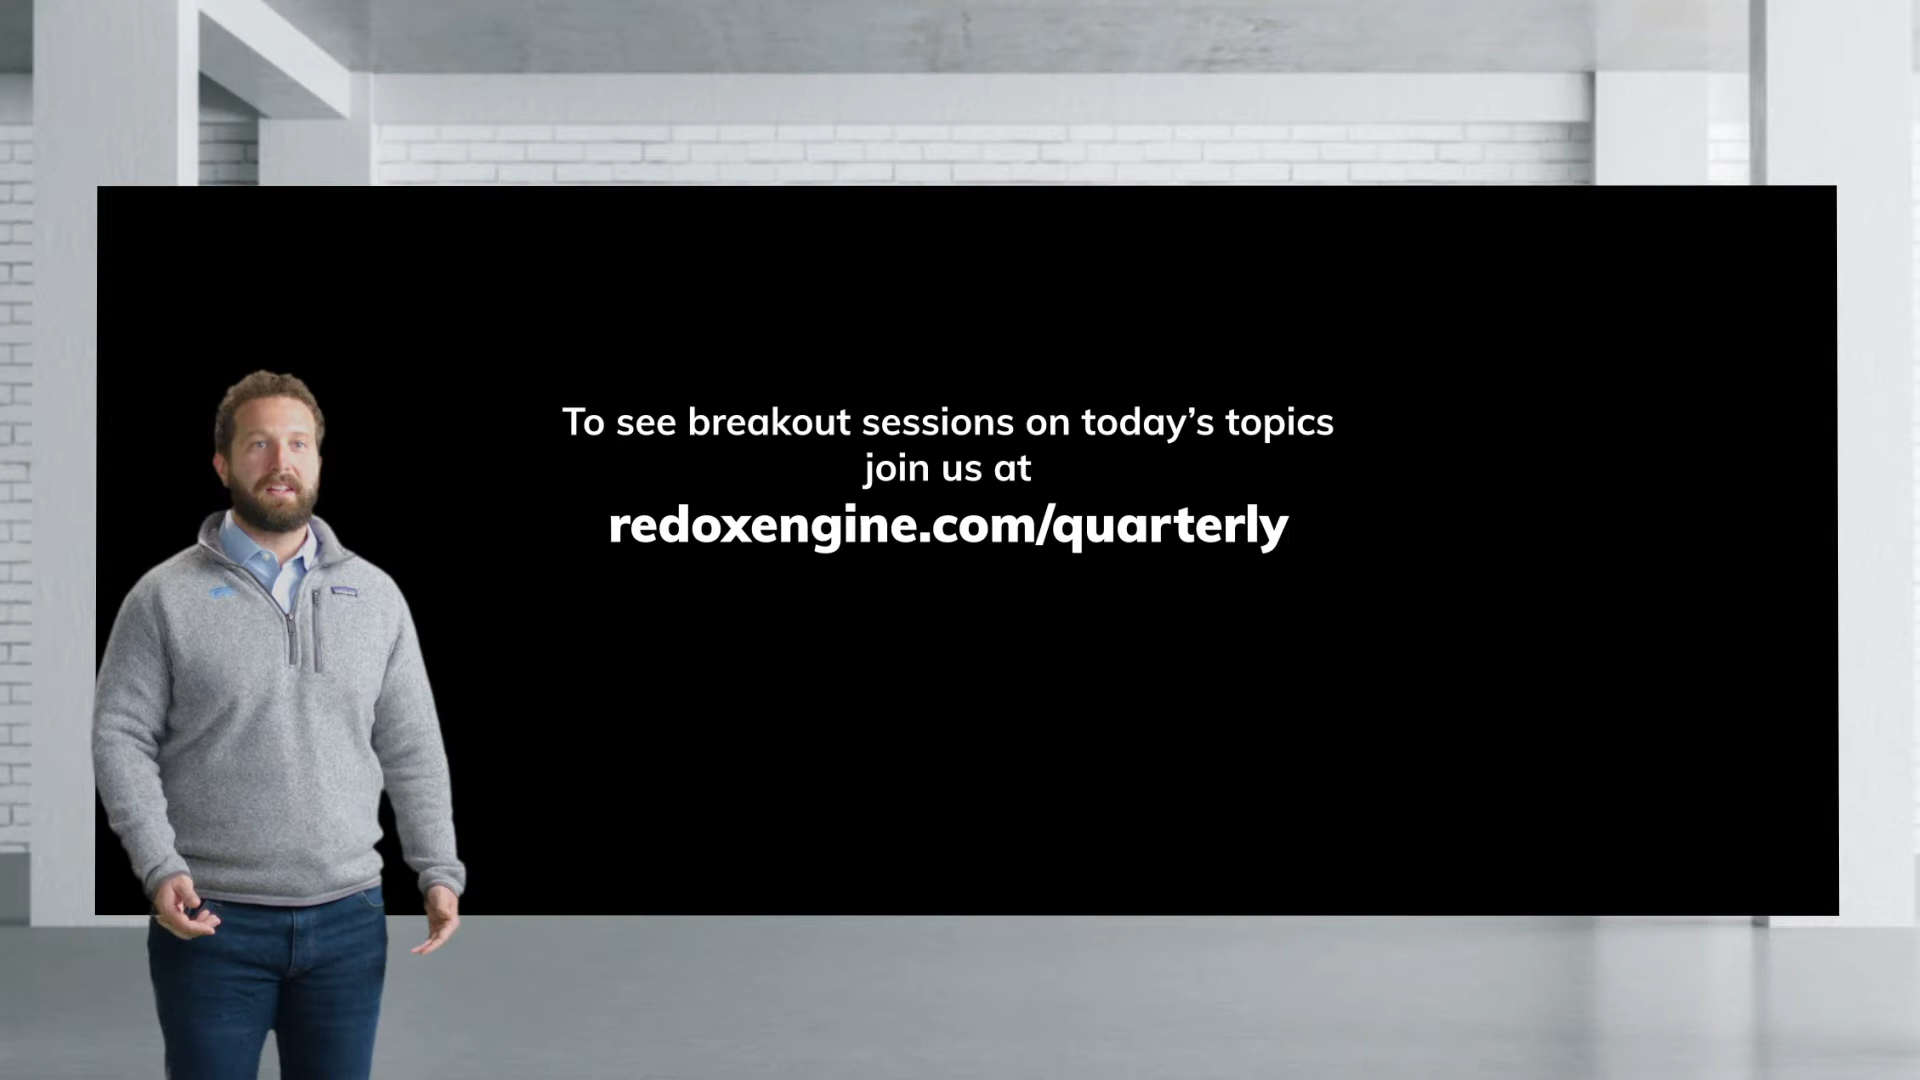 To see breakout sessions on today’s topics
join us at
redoxengine.com/quarterly